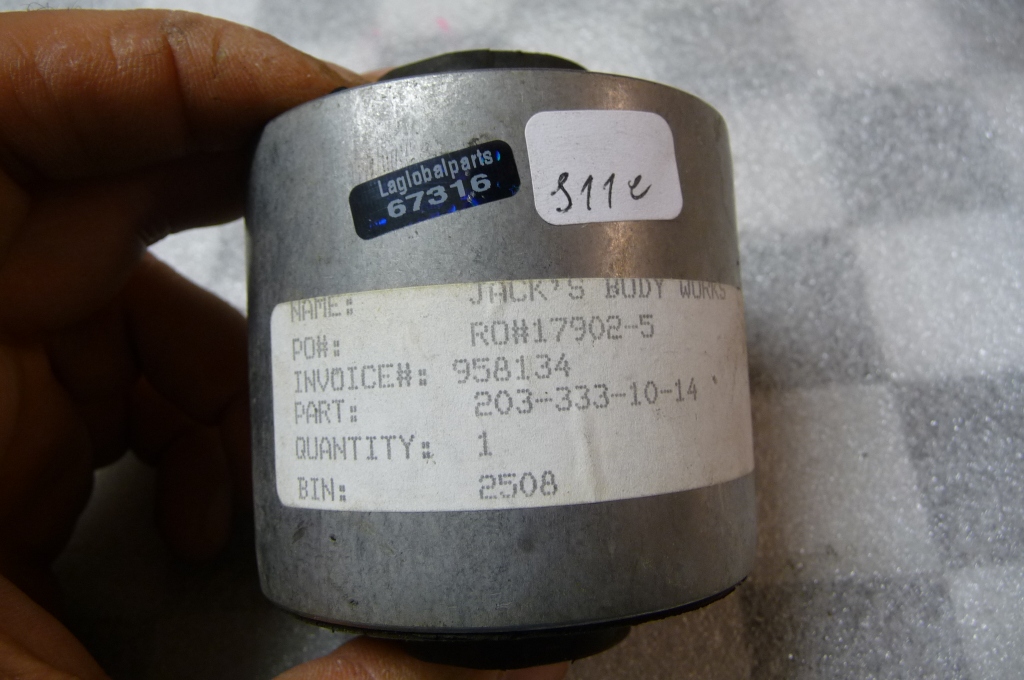 Laglobalparts
67316
S11e
NAME: JACK'S BODY WORKS
PO#: RO#17902-5
INVOICE#: 958134
PART: 203-333-10-14
QUANTITY: 1
BIN: 2508